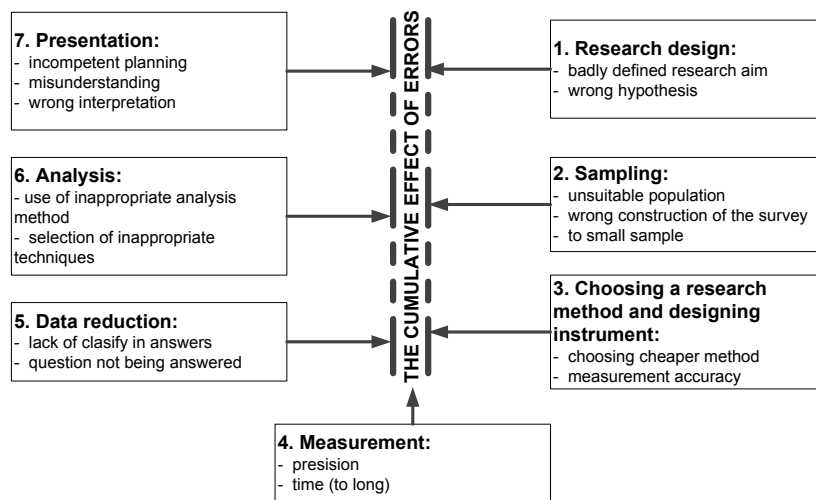 7. Presentation:
- incompetent planning
- misunderstanding
- wrong interpretation
1. Research design:
- badly defined research aim
- wrong hypothesis
6. Analysis:
- use of inappropriate analysis
method
- selection of inappropriate
techniques
2. Sampling:
- unsuitable population
- wrong construction of the survey
- to small sample
5. Data reduction:
- lack of clasify in answers
- question not being answered
3. Choosing a research
method and designing
instrument:
- choosing cheaper method
- measurement accuracy
4. Measurement:
- presision
- time (to long)
THE CUMULATIVE EFFECT OF ERRORS